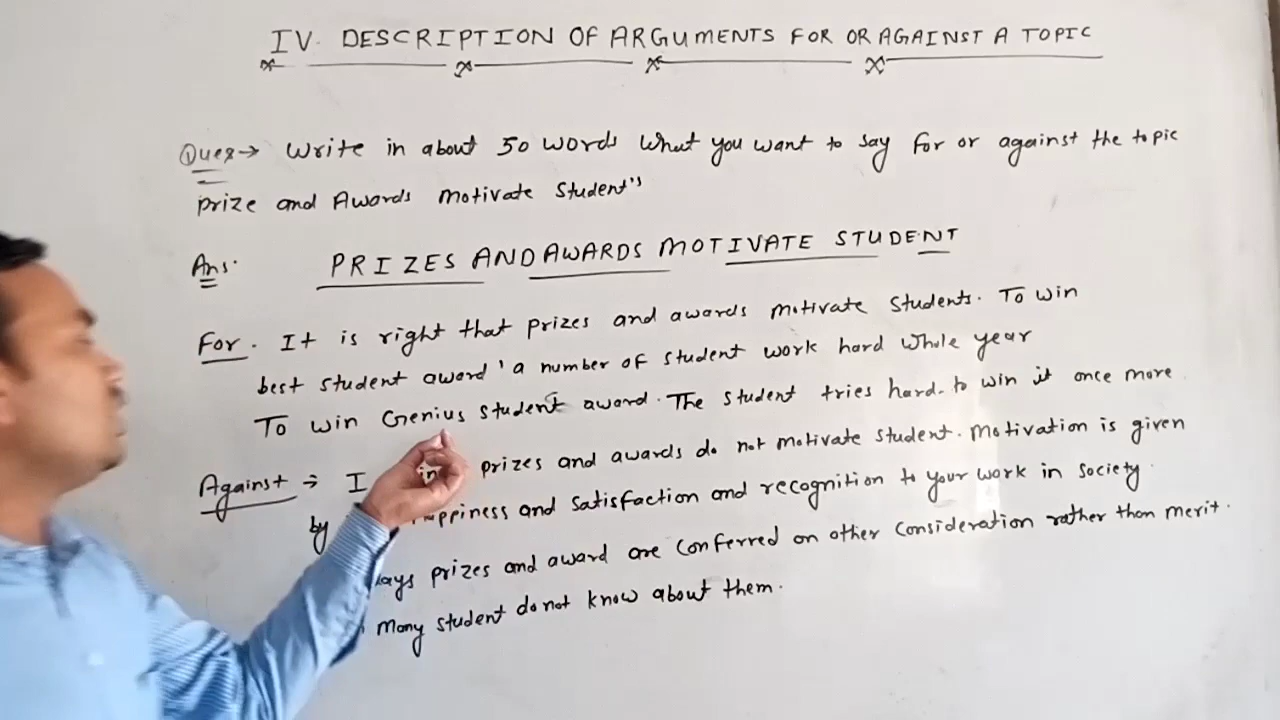 IV. DESCRIPTION OF ARGUMENTS FOR OR AGAINST A TOPIC
Ques → Write in about 50 words What you want to say for or against the topic
prize and Awards motivate student's
Ans. PRIZES AND AWARDS MOTIVATE STUDENT
For. It is right that prizes and awards motivate students. To win
best student award ' a number of student work hard whole year
To win Genius student award. The student tries hard to win it once more
Against → I prizes and awards do not motivate student. Motivation is given
by and satisfaction and recognition to your work in society.
prizes and award are conferred on other consideration rather than merit.
Many student do not know about them.